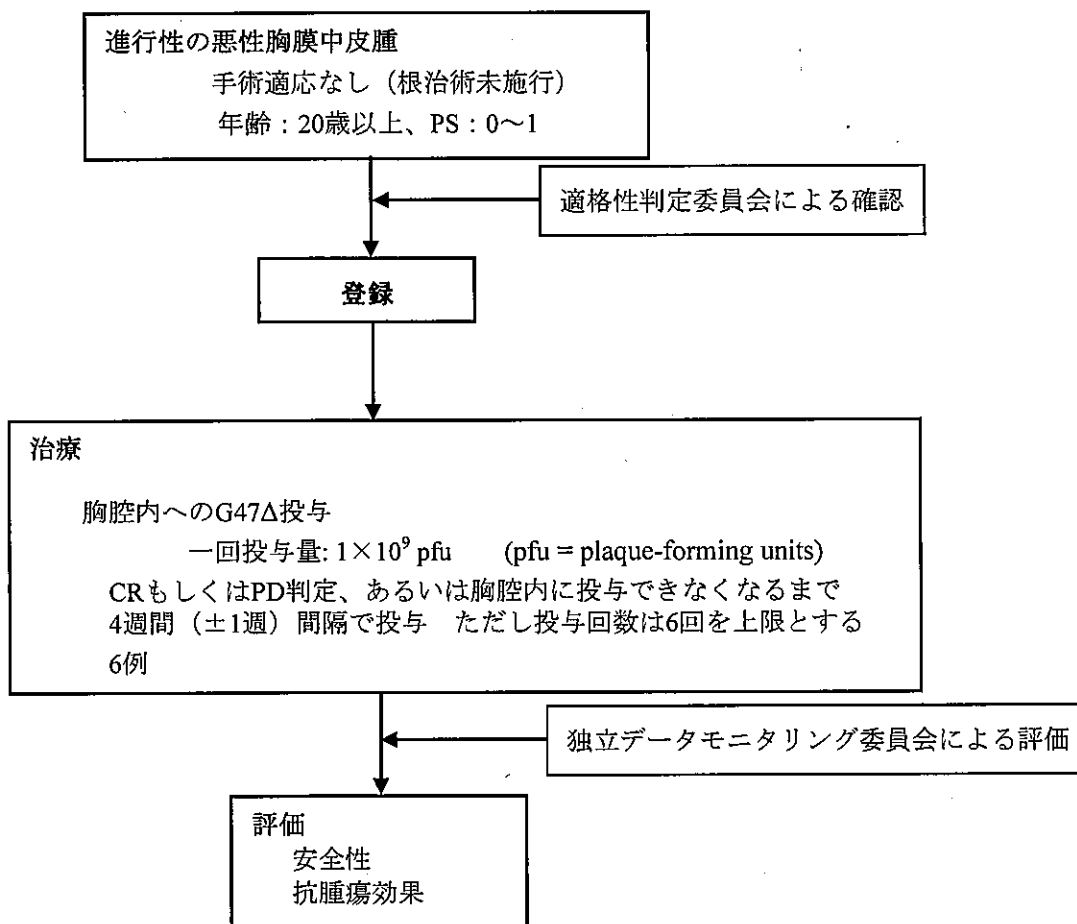 進行性の悪性胸膜中皮腫
手術適応なし（根治術未施行）
年齢：20歳以上、PS：0～1
適格性判定委員会による確認
登録
治療
胸腔内へのG47Δ投与
一回投与量: 1×10⁹ pfu (pfu = plaque-forming units)
CRもしくはPD判定、あるいは胸腔内に投与できなくなるまで
4週間（±1週）間隔で投与　ただし投与回数は6回を上限とする
6例
独立データモニタリング委員会による評価
評価
安全性
抗腫瘍効果